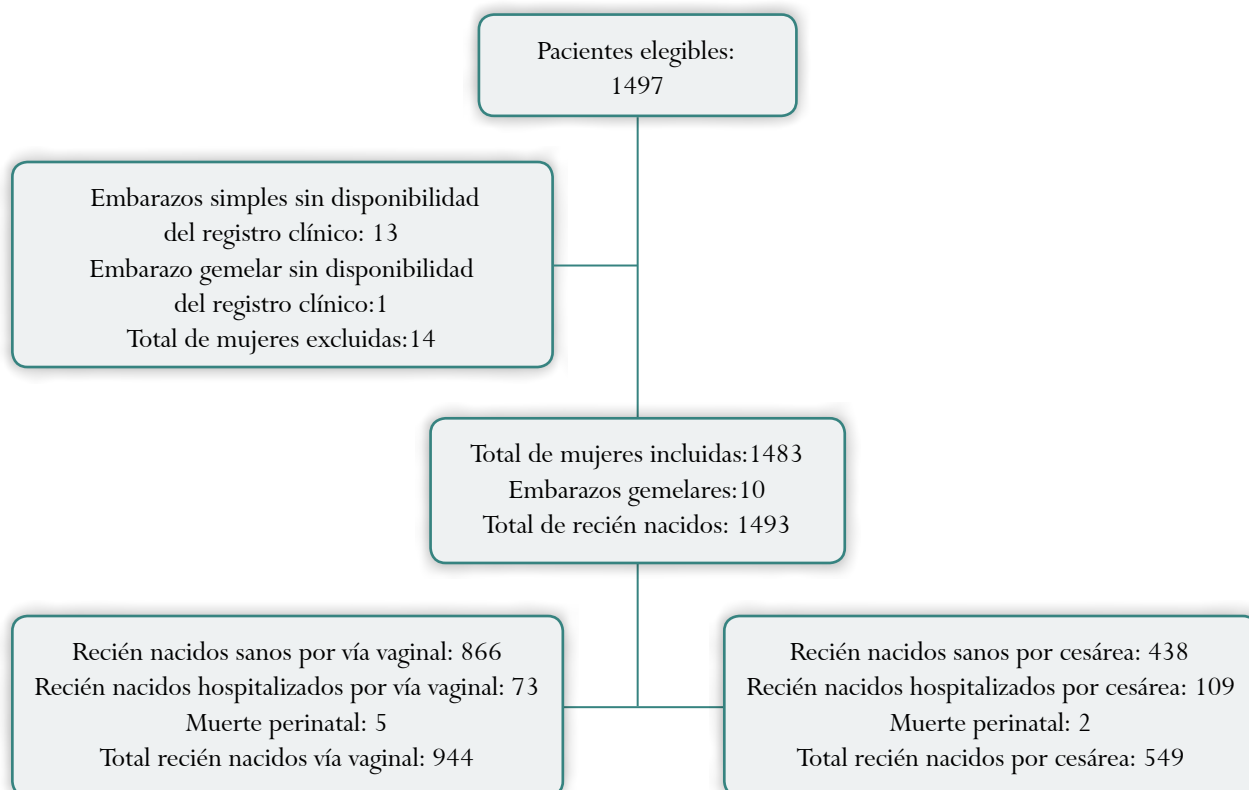 Pacientes elegibles:
1497
Embarazos simples sin disponibilidad
del registro clínico: 13
Embarazo gemelar sin disponibilidad
del registro clínico:1
Total de mujeres excluidas:14
Total de mujeres incluidas:1483
Embarazos gemelares:10
Total de recién nacidos: 1493
Recién nacidos sanos por vía vaginal: 866
Recién nacidos hospitalizados por vía vaginal: 73
Muerte perinatal: 5
Total recién nacidos vía vaginal: 944
Recién nacidos sanos por cesárea: 438
Recién nacidos hospitalizados por cesárea: 109
Muerte perinatal: 2
Total recién nacidos por cesárea: 549